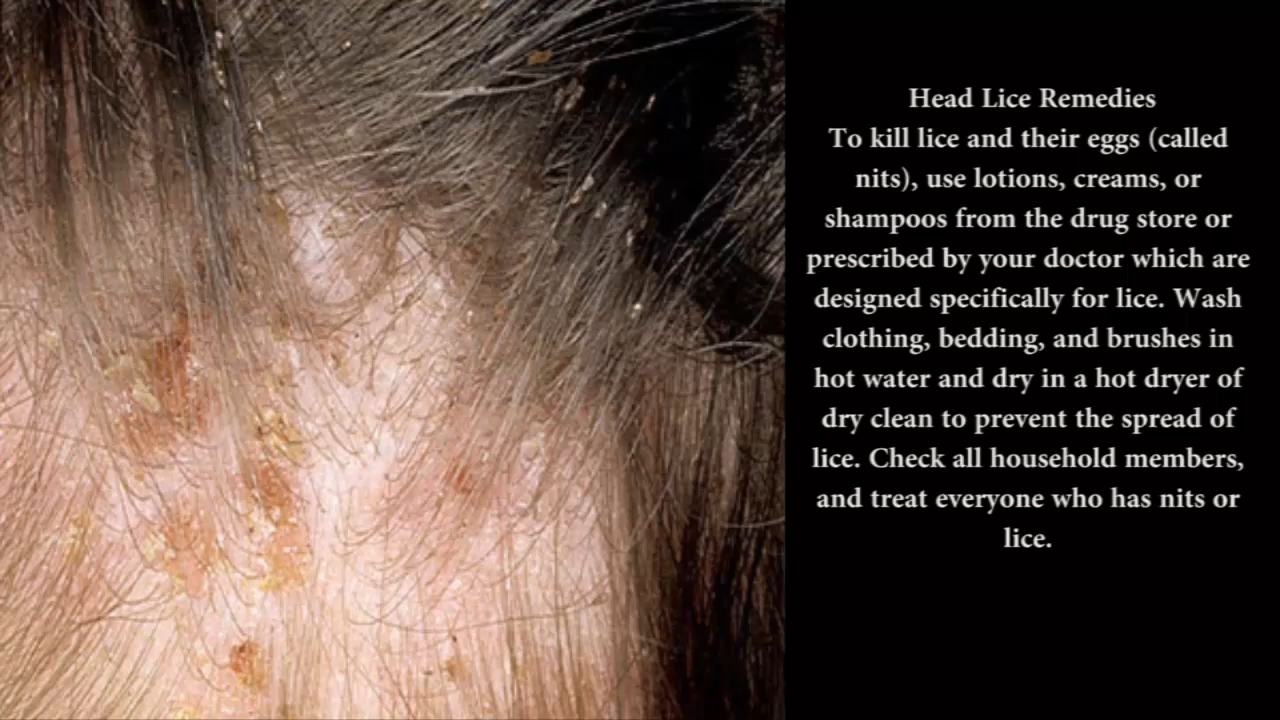 Head Lice Remedies
To kill lice and their eggs (called
nits), use lotions, creams, or
shampoos from the drug store or
prescribed by your doctor which are
designed specifically for lice. Wash
clothing, bedding, and brushes in
hot water and dry in a hot dryer of
dry clean to prevent the spread of
lice. Check all household members,
and treat everyone who has nits or
lice.